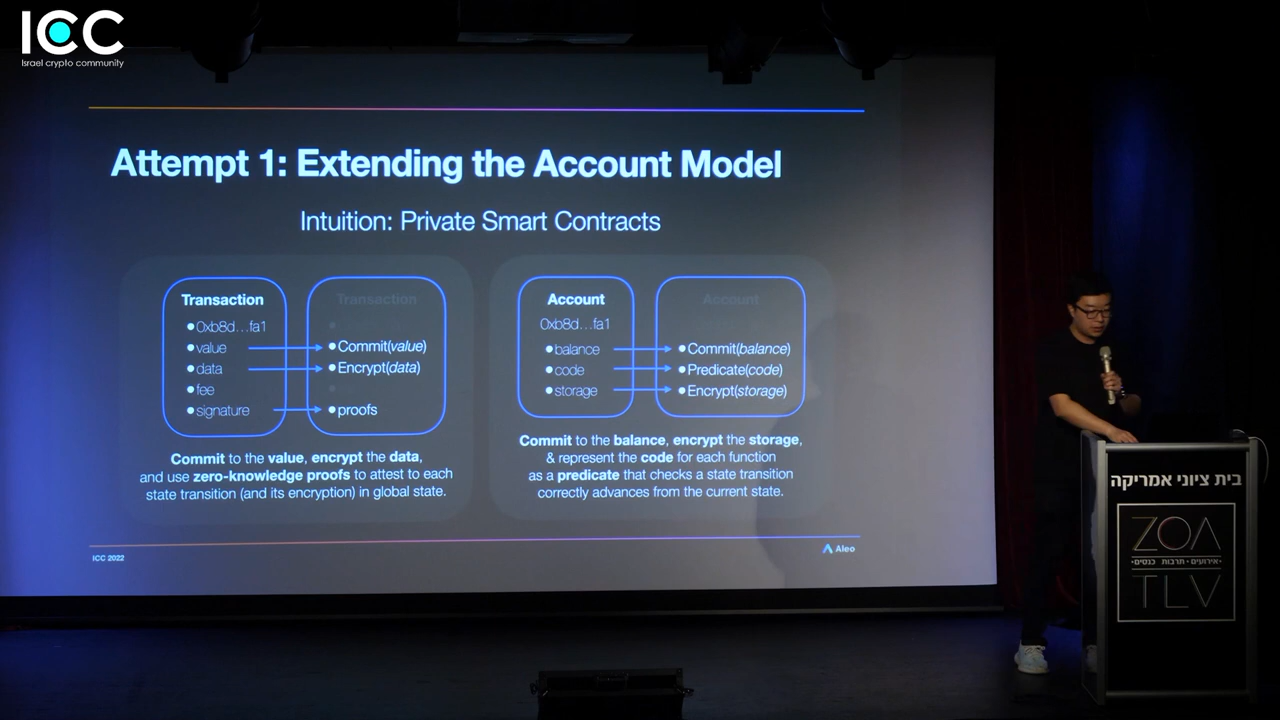 ICC
Israel crypto community
Attempt 1: Extending the Account Model
Intuition: Private Smart Contracts
Transaction
•0xb8d...fa1
•value
•data
•fee
•signature
Transaction
•Commit(value)
•Encrypt(data)
•proofs
Commit to the value, encrypt the data,
and use zero-knowledge proofs to attest to each
state transition (and its encryption) in global state.
Account
0xb8d...fa1
•balance
•code
•storage
Account
•Commit(balance)
•Predicate(code)
•Encrypt(storage)
Commit to the balance, encrypt the storage,
& represent the code for each function
as a predicate that checks a state transition
correctly advances from the current state.
ICC 2022
Aleo
בית ציוני אמריקה
ZOA
•אירועים • תרבות כנסים•
TLV